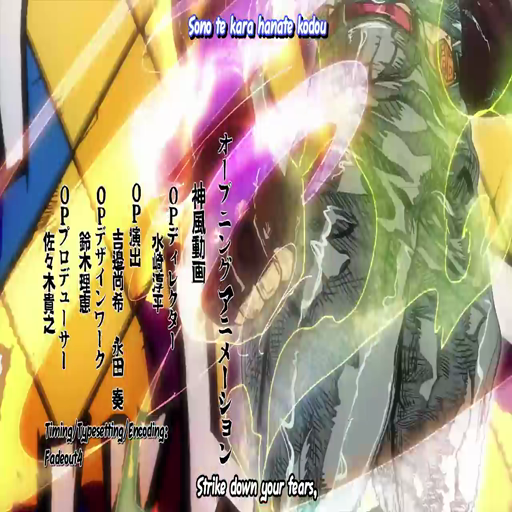 Sono te kara hanate kodou
オープニングアニメーション
神風動画
OPディレクター
水崎淳平
OP演出
吉邉尚希 永田 奏
OPデザインワーク
鈴木理恵
OPプロデューサー
佐々木貴之
Timing/Typesetting/Encoding:
Fadeout4
Strike down your fears,